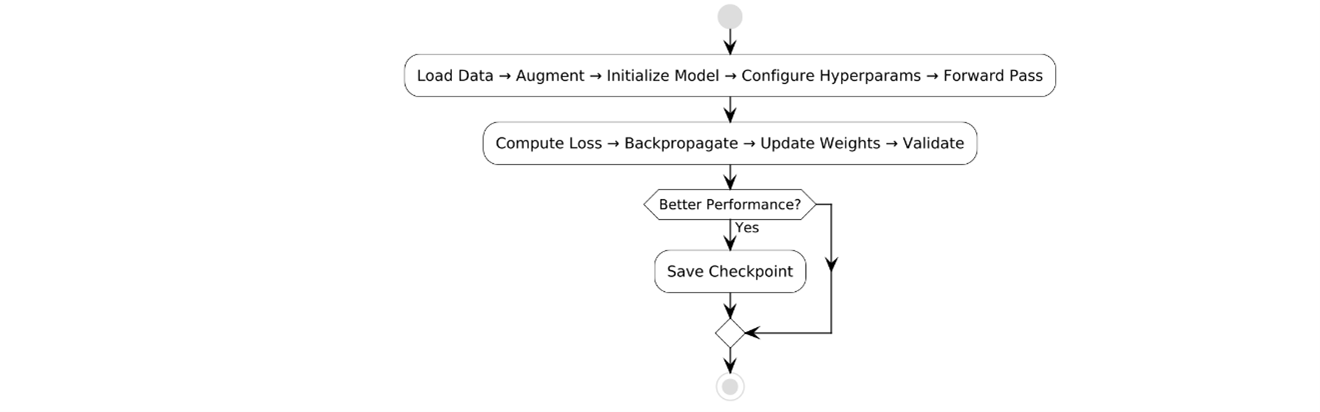 Load Data → Augment → Initialize Model → Configure Hyperparams → Forward Pass
Compute Loss → Backpropagate → Update Weights → Validate
Better Performance?
Yes
Save Checkpoint